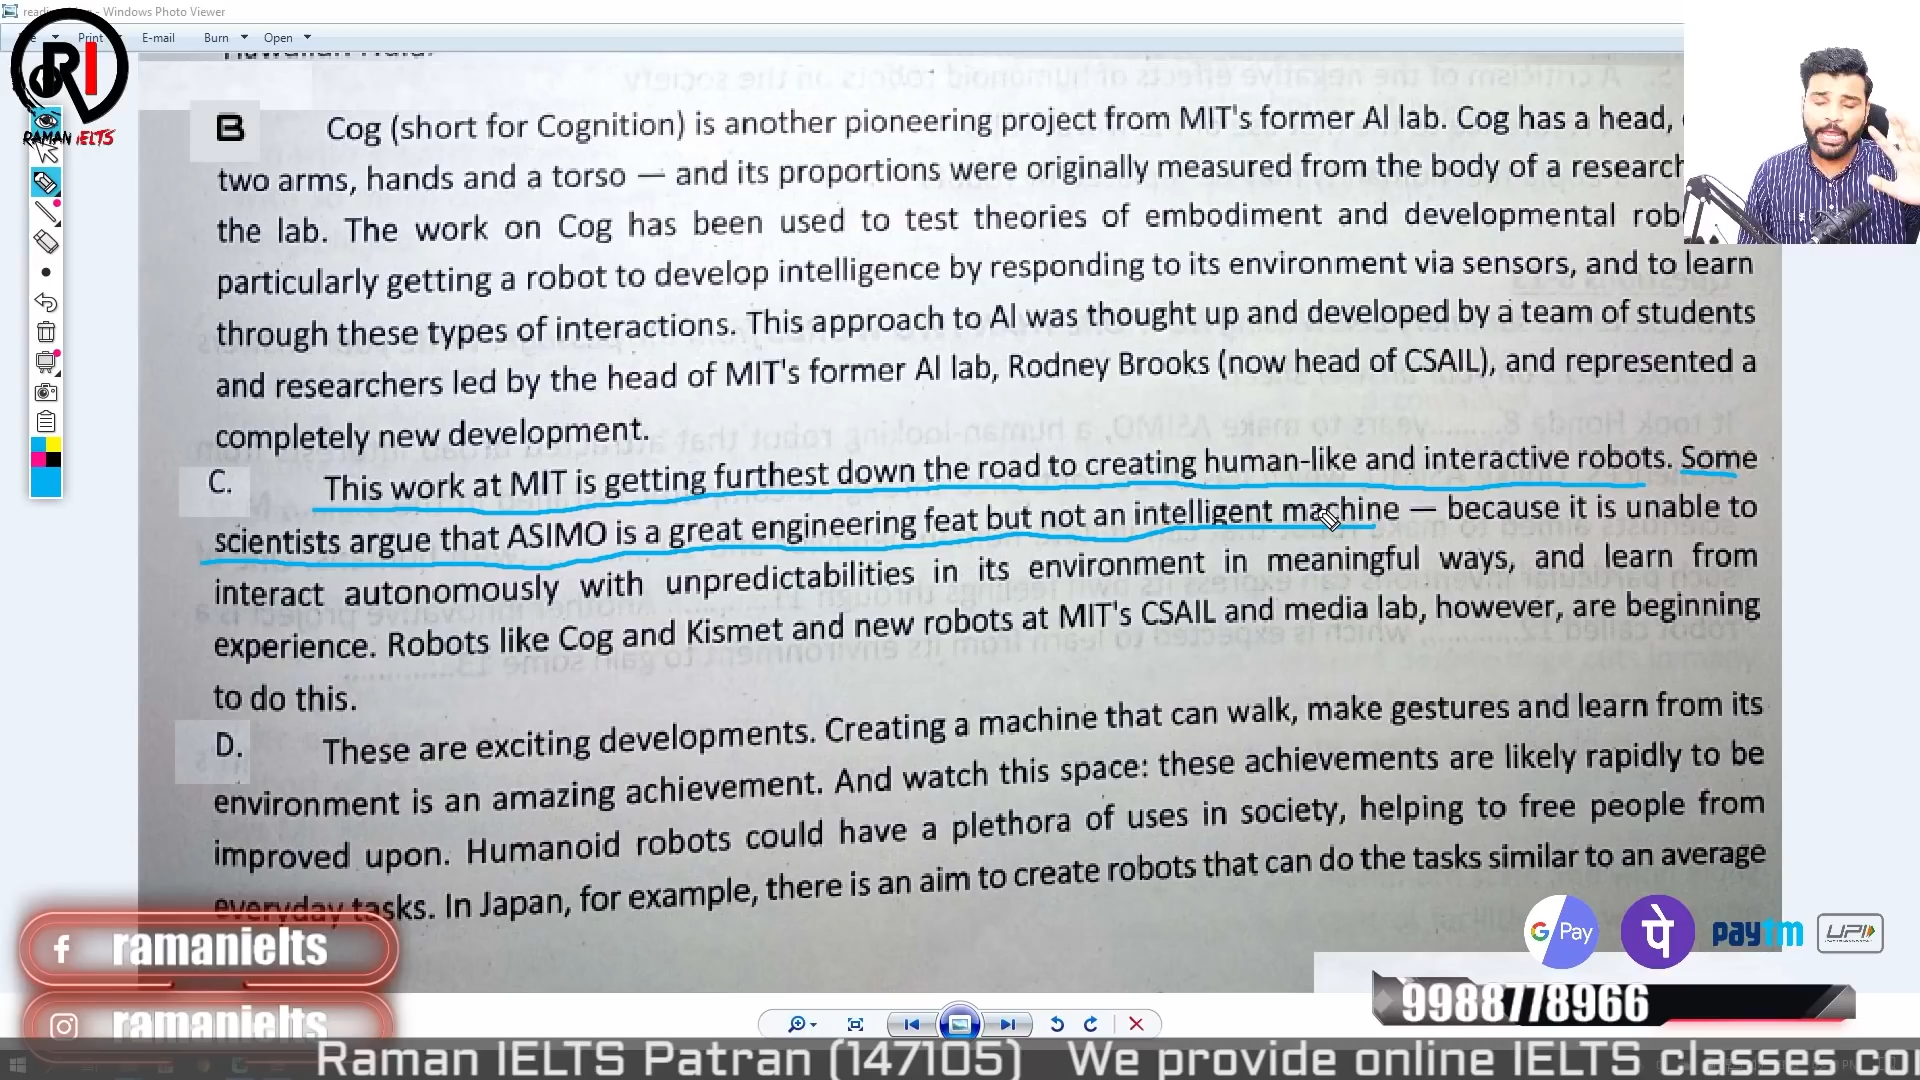 - Windows Photo Viewer
Print E-mail Burn Open
RI
RAMAN IELTS
B Cog (short for Cognition) is another pioneering project from MIT's former Al lab. Cog has a head,
two arms, hands and a torso — and its proportions were originally measured from the body of a research
the lab. The work on Cog has been used to test theories of embodiment and developmental
particularly getting a robot to develop intelligence by responding to its environment via sensors, and to learn
through these types of interactions. This approach to Al was thought up and developed by a team of students
and researchers led by the head of MIT's former Al lab, Rodney Brooks (now head of CSAIL), and represented a
completely new development.
C. This work at MIT is getting furthest down the road to creating human-like and interactive robots. Some
scientists argue that ASIMO is a great engineering feat but not an intelligent machine — because it is unable to
interact autonomously with unpredictabilities in its environment in meaningful ways, and learn from
experience. Robots like Cog and Kismet and new robots at MIT's CSAIL and media lab, however, are beginning
to do this.
D. These are exciting developments. Creating a machine that can walk, make gestures and learn from its
environment is an amazing achievement. And watch this space: these achievements are likely rapidly to be
improved upon. Humanoid robots could have a plethora of uses in society, helping to free people from
everyday tasks. In Japan, for example, there is an aim to create robots that can do the tasks similar to an average
f ramanielts
ramanielts
G Pay पे paytm UPI
9988778966
Raman IELTS Patran (147105) We provide online IELTS classes